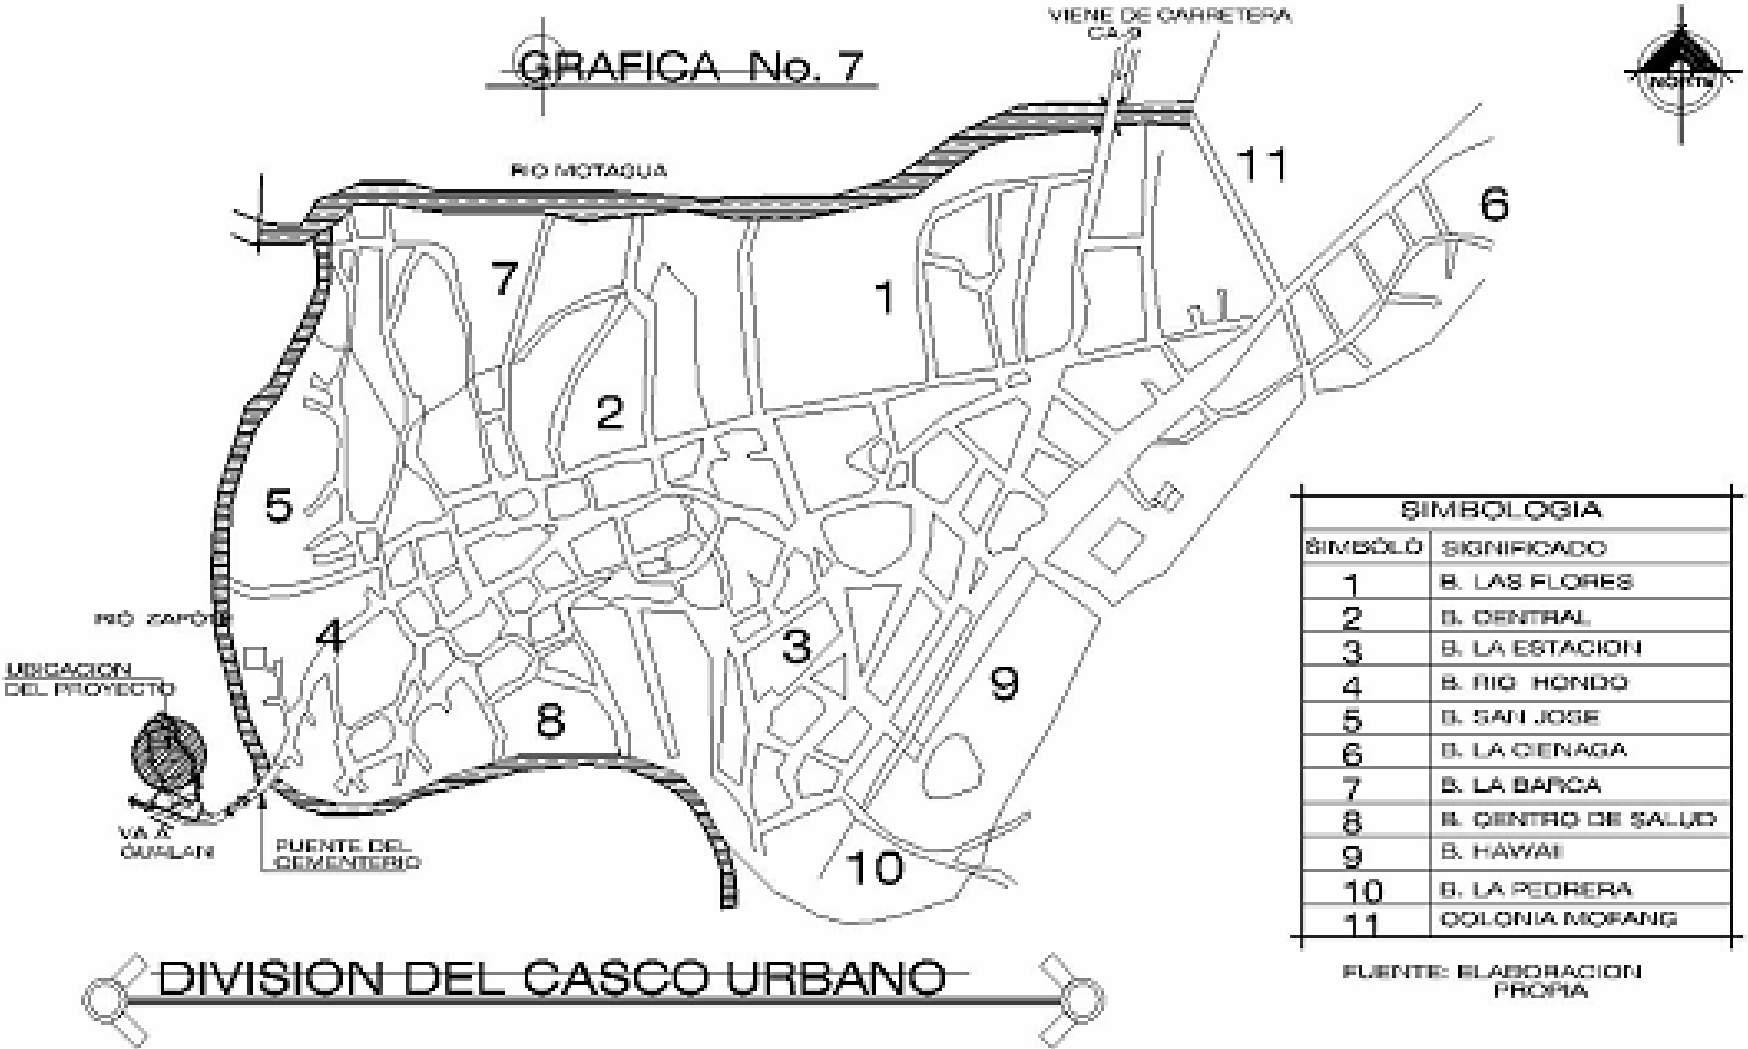 VIENE DE CARRETERA
CA-9
GRAFICA No. 7
NORTE
RIO MOTAGUA
11
6
7
1
2
5
RIO ZAPOTE
4
3
UBICACION
DEL PROYECTO
9
8
VA A
GUALAN
PUENTE DEL
CEMENTERIO
10
DIVISION DEL CASCO URBANO
SIMBOLOGIA
SIMBOLO SIGNIFICADO
1 B. LAS FLORES
2 B. CENTRAL
3 B. LA ESTACION
4 B. RIO HONDO
5 B. SAN JOSE
6 B. LA CIENAGA
7 B. LA BARCA
8 B. CENTRO DE SALUD
9 B. HAWAII
10 B. LA PEDRERA
11 COLONIA MOFANG
FUENTE: ELABORACION
PROPIA